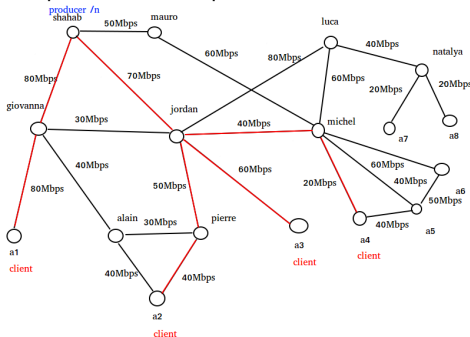 producer /n
shahab
50Mbps
mauro
luca
40Mbps
natalya
60Mbps
80Mbps
80Mbps
70Mbps
60Mbps
20Mbps
20Mbps
giovanna
30Mbps
jordan
40Mbps
michel
a7
a8
80Mbps
40Mbps
50Mbps
60Mbps
20Mbps
60Mbps
40Mbps
50Mbps
a6
alain
30Mbps
pierre
a1
client
a3
client
a4
client
40Mbps
a5
40Mbps
40Mbps
a2
client